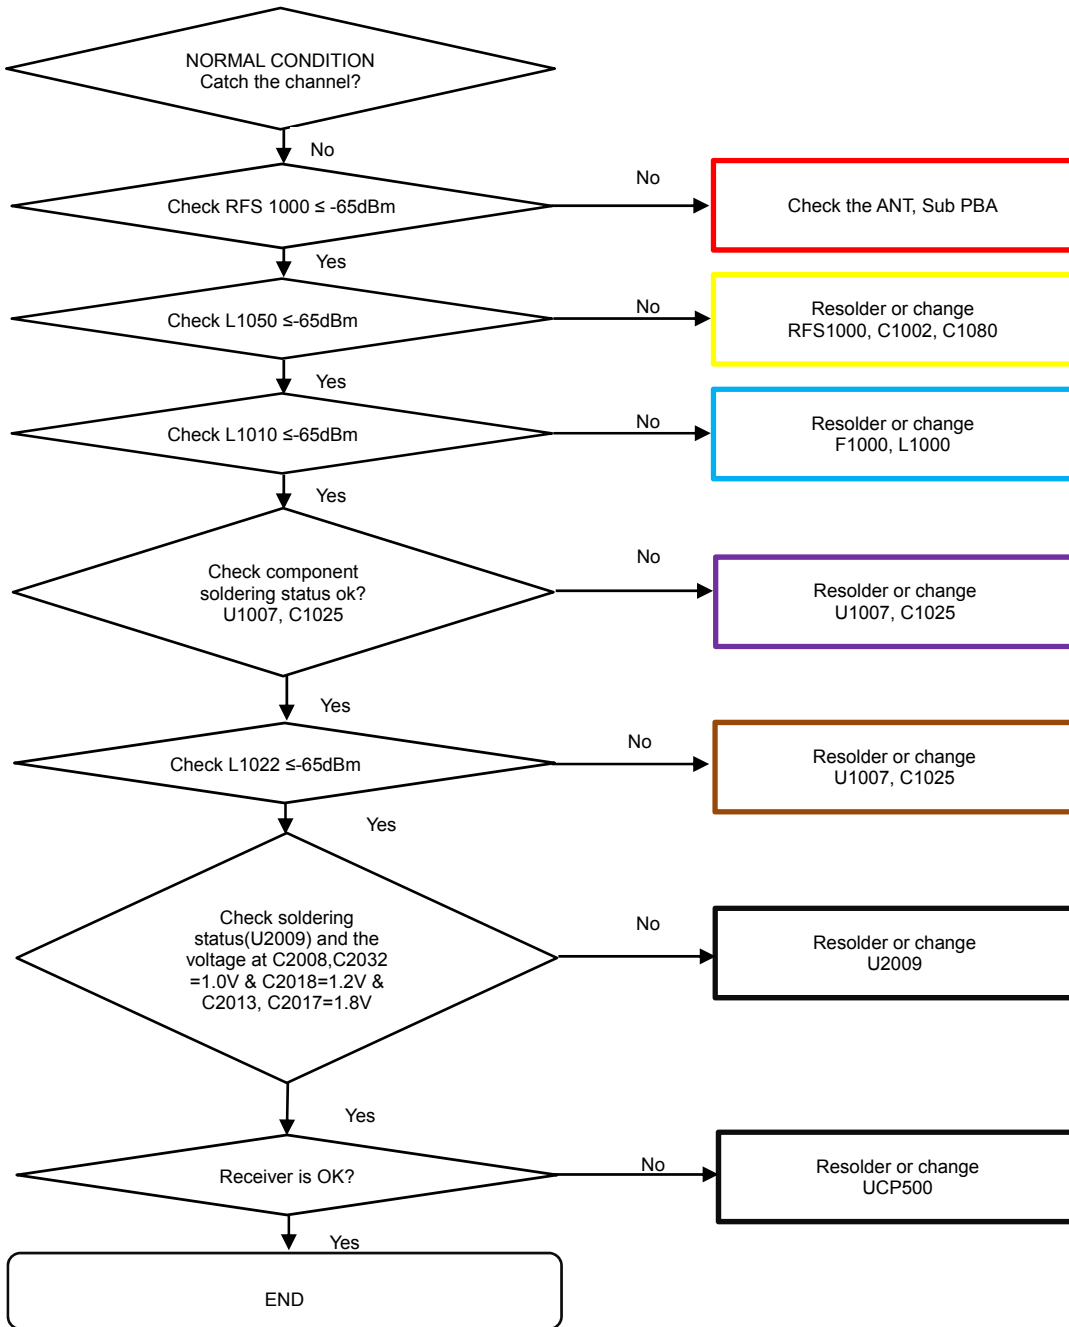 NORMAL CONDITION
Catch the channel?
No
Check RFS 1000 ≤ -65dBm
No
Check the ANT, Sub PBA
Yes
Check L1050 ≤-65dBm
No
Resolder or change
RFS1000, C1002, C1080
Yes
Check L1010 ≤-65dBm
No
Resolder or change
F1000, L1000
Yes
Check component
soldering status ok?
U1007, C1025
No
Resolder or change
U1007, C1025
Yes
Check L1022 ≤-65dBm
No
Resolder or change
U1007, C1025
Yes
Check soldering
status(U2009) and the
voltage at C2008,C2032
=1.0V & C2018=1.2V &
C2013, C2017=1.8V
No
Resolder or change
U2009
Yes
Receiver is OK?
No
Resolder or change
UCP500
Yes
END